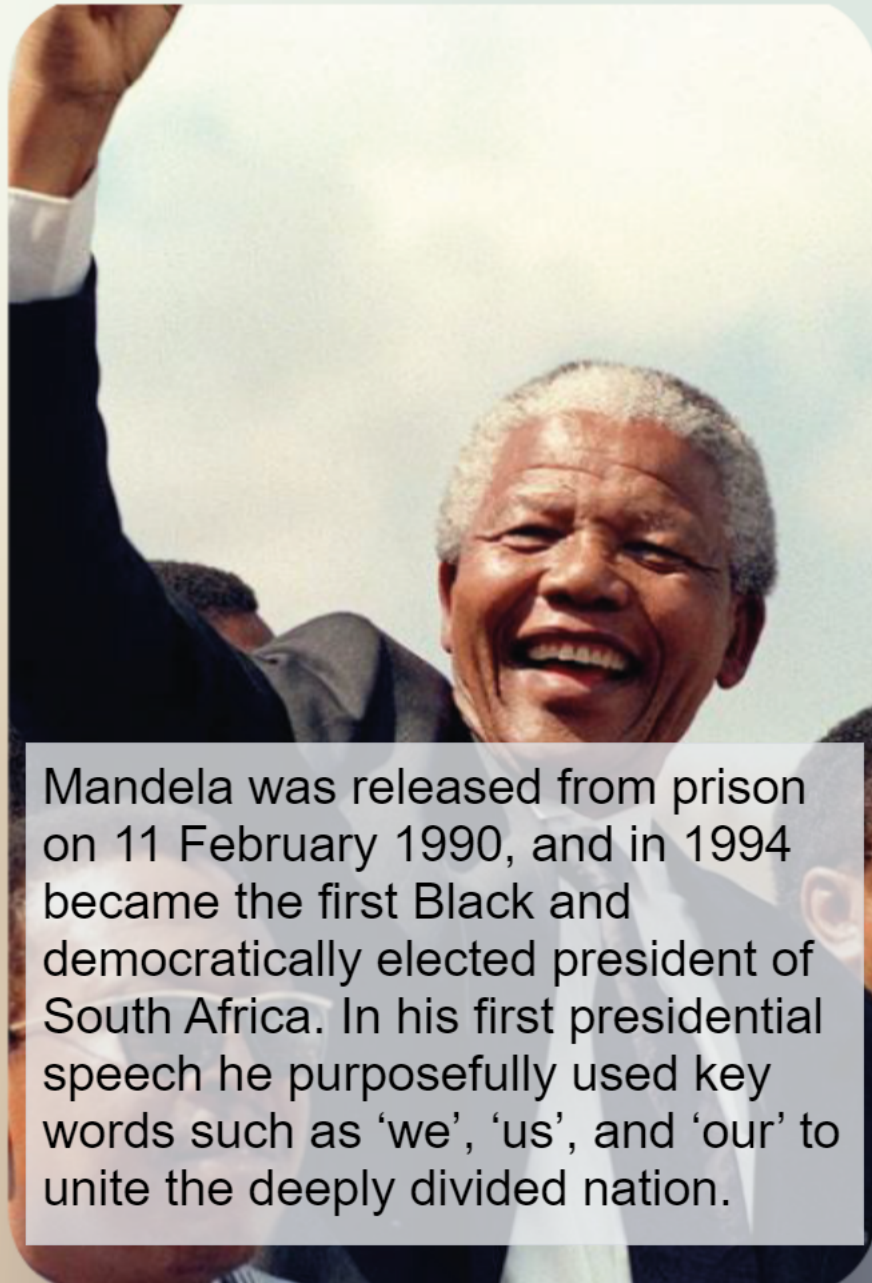 Mandela was released from prison
on 11 February 1990, and in 1994
became the first Black and
democratically elected president of
South Africa. In his first presidential
speech he purposefully used key
words such as ‘we’, ‘us’, and ‘our’ to
unite the deeply divided nation.